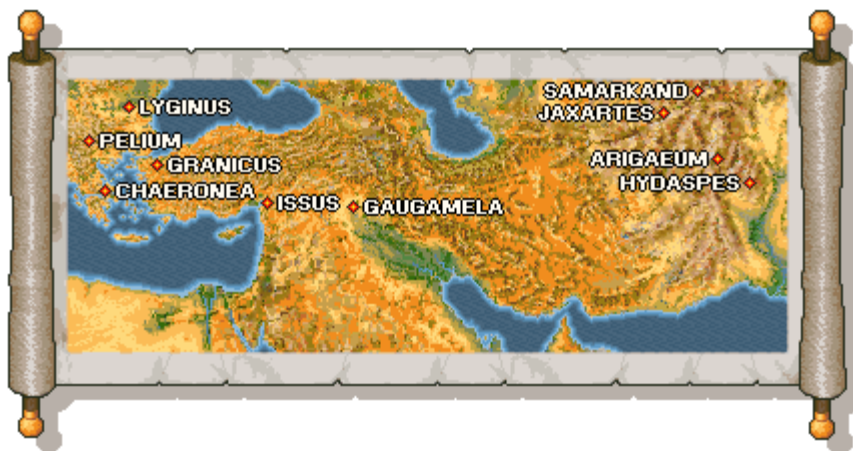 SAMARKAND
LYGINUS
JAXARTES
PELIUM
ARIGAEUM
GRANICUS
HYDASPES
CHAERONEA
ISSUS
GAUGAMELA